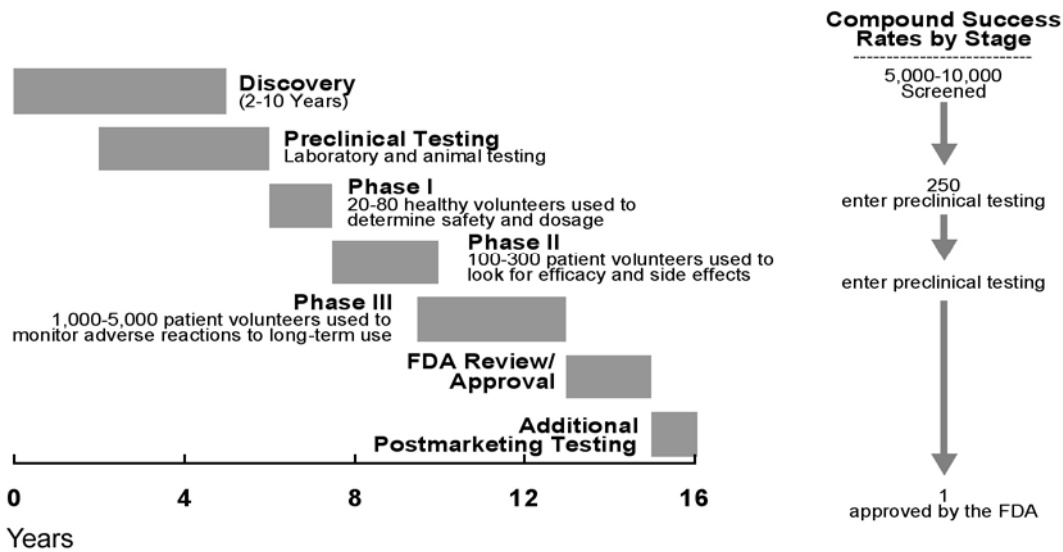 Discovery
(2-10 Years)
Preclinical Testing
Laboratory and animal testing
Phase I
20-80 healthy volunteers used to
determine safety and dosage
Phase II
100-300 patient volunteers used to
look for efficacy and side effects
Phase III
1,000-5,000 patient volunteers used to
monitor adverse reactions to long-term use
FDA Review/
Approval
Additional
Postmarketing Testing
0 4 8 12 16
Years
Compound Success
Rates by Stage
5,000-10,000
Screened
250
enter preclinical testing
enter preclinical testing
1
approved by the FDA